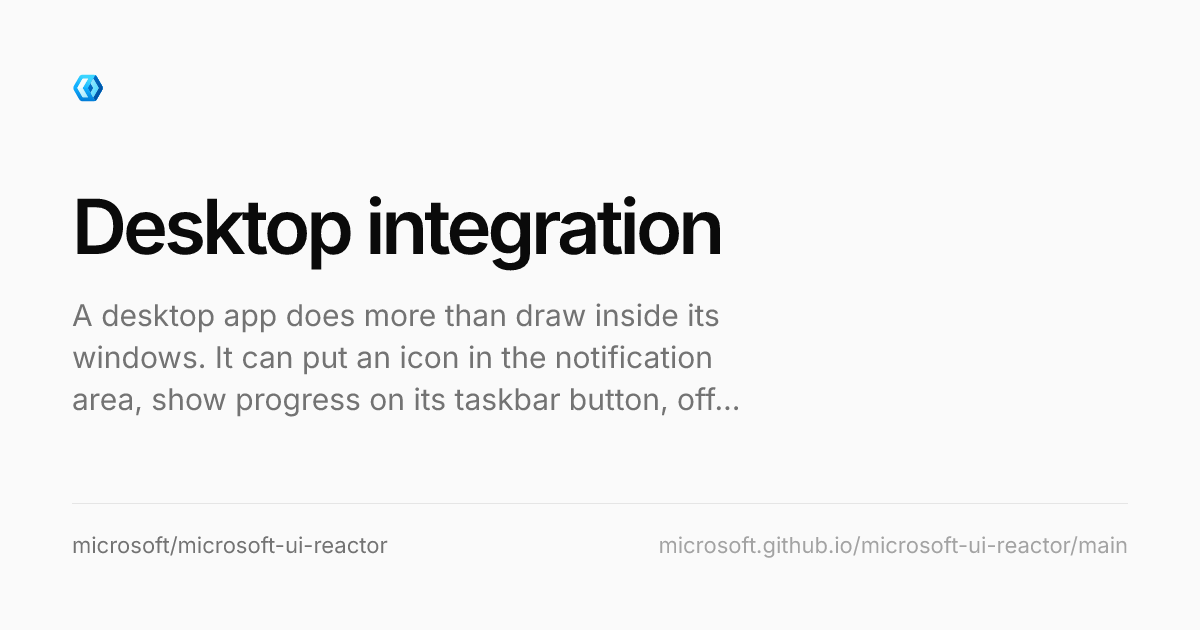 Desktop integration
A desktop app does more than draw inside its
windows. It can put an icon in the notification
area, show progress on its taskbar button, off...
microsoft/microsoft-ui-reactor
microsoft.github.io/microsoft-ui-reactor/main